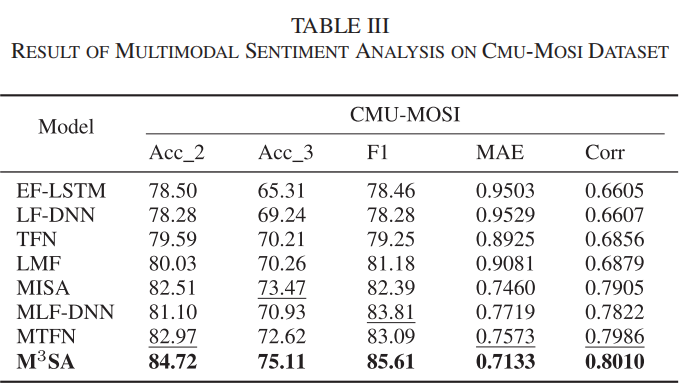 TABLE III
RESULT OF MULTIMODAL SENTIMENT ANALYSIS ON CMU-MOSI DATASET
Model CMU-MOSI
Acc_2 Acc_3 F1 MAE Corr
EF-LSTM 78.50 65.31 78.46 0.9503 0.6605
LF-DNN 78.28 69.24 78.28 0.9529 0.6607
TFN 79.59 70.21 79.25 0.8925 0.6856
LMF 80.03 70.26 81.18 0.9081 0.6879
MISA 82.51 73.47 82.39 0.7460 0.7905
MLF-DNN 81.10 70.93 83.81 0.7719 0.7822
MTFN 82.97 72.62 83.09 0.7573 0.7986
M³SA 84.72 75.11 85.61 0.7133 0.8010